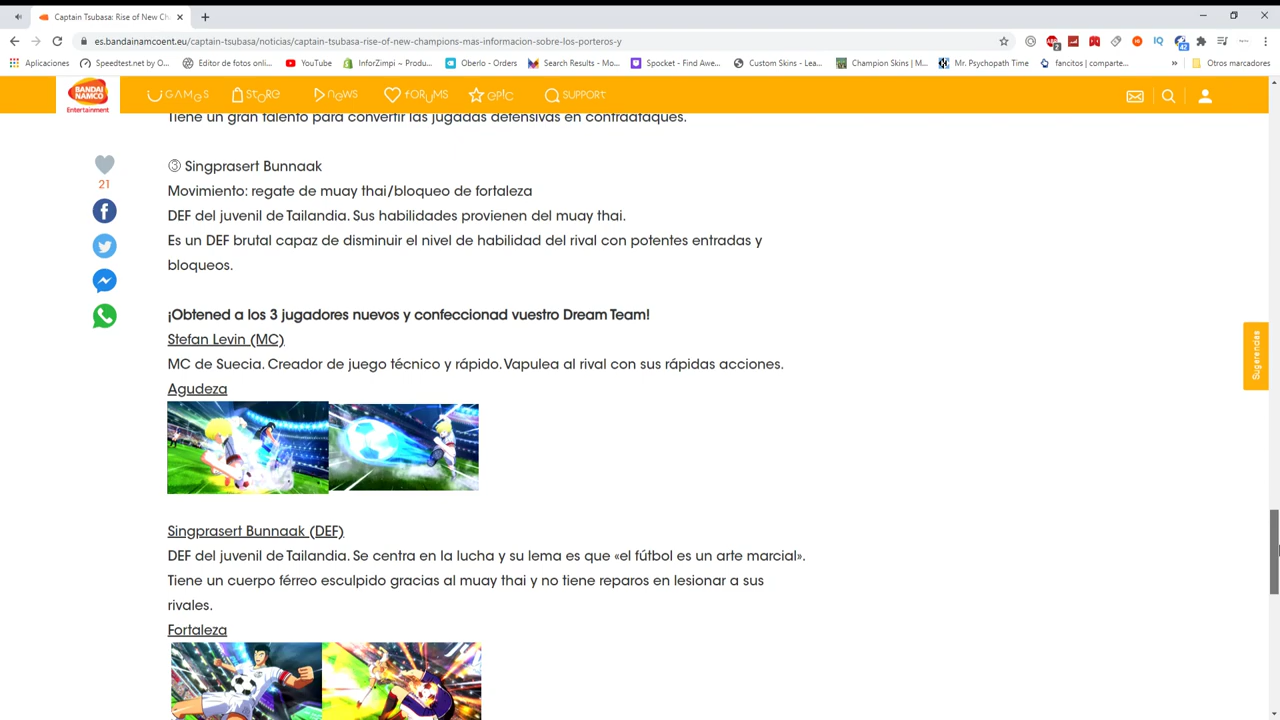 Captain Tsubasa: Rise of New Ch
es.bandainamcoent.eu/captain-tsubasa/noticias/captain-tsubasa-rise-of-new-champions-mas-informacion-sobre-los-porteros-y
Aplicaciones Speedtest.net by O... Editor de fotos onli... YouTube InforZimpi ~ Produ... Oberlo - Orders Search Results - Mo... Spocket - Find Awe... Custom Skins - Lea... Champion Skins | M... Mr. Psychopath Time fancitos | comparte... » Otros marcadores
BANDAI NAMCO Entertainment GAMES STORE NEWS FORUMS EPIC SUPPORT
Tiene un gran talento para convertir las jugadas defensivas en contraataques.
③ Singprasert Bunnaak
21
Movimiento: regate de muay thai/bloqueo de fortaleza
DEF del juvenil de Tailandia. Sus habilidades provienen del muay thai.
Es un DEF brutal capaz de disminuir el nivel de habilidad del rival con potentes entradas y
bloqueos.
¡Obtened a los 3 jugadores nuevos y confeccionad vuestro Dream Team!
Stefan Levin (MC)
MC de Suecia. Creador de juego técnico y rápido. Vapulea al rival con sus rápidas acciones.
Sugerencias
Agudeza
Singprasert Bunnaak (DEF)
DEF del juvenil de Tailandia. Se centra en la lucha y su lema es que «el fútbol es un arte marcial».
Tiene un cuerpo férreo esculpido gracias al muay thai y no tiene reparos en lesionar a sus
rivales.
Fortaleza